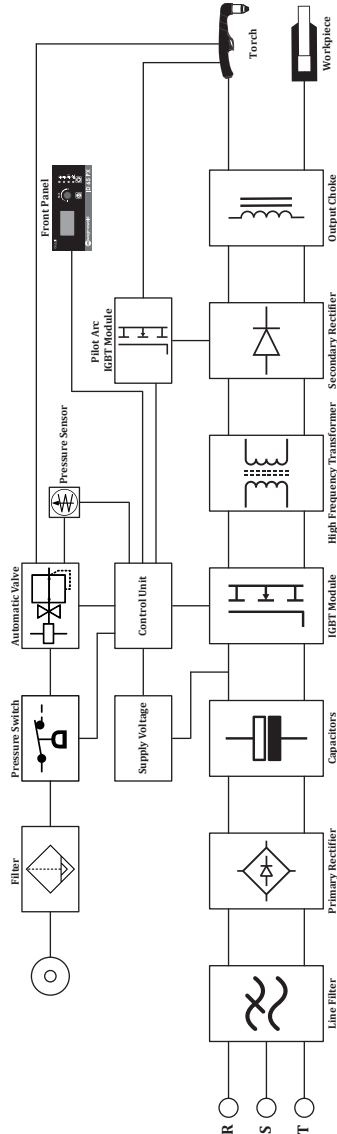 Torch
Workpiece
Front Panel
Output Choke
Pilot Arc
IGBT Module
Secondary Rectifier
Pressure Sensor
High Frequency Transformer
Automatic Valve
Control Unit
IGBT Module
Pressure Switch
Supply Voltage
Capacitors
Filter
Primary Rectifier
Line Filter
R
S
T